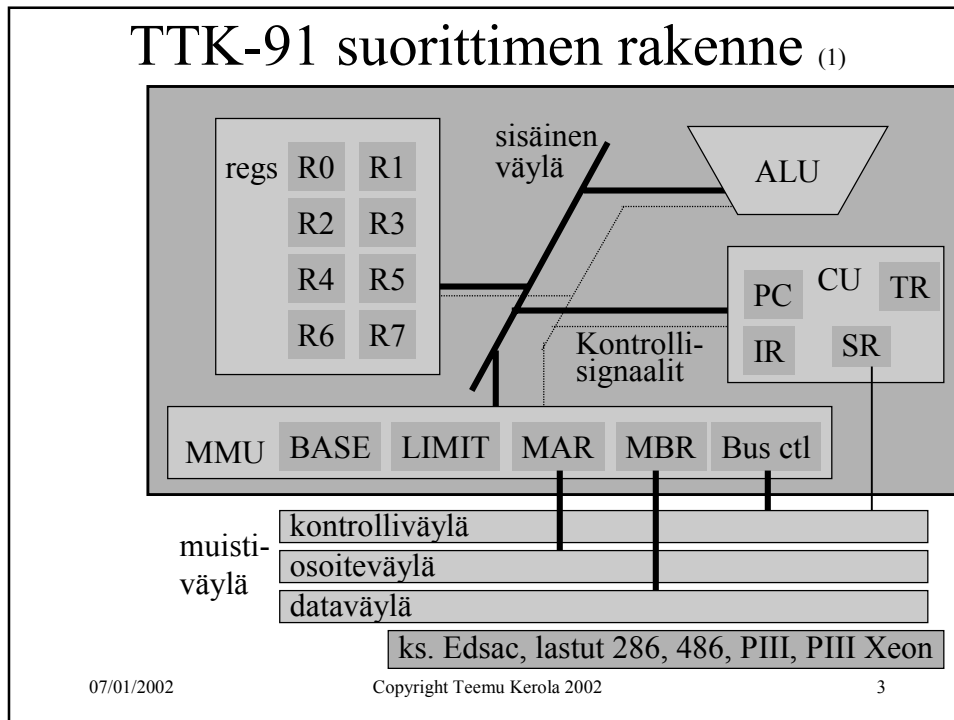 TTK-91 suorittimen rakenne (1)
regs R0 R1
R2 R3
R4 R5
R6 R7
sisäinen
väylä
ALU
PC CU TR
IR SR
Kontrolli-
signaalit
MMU BASE LIMIT MAR MBR Bus ctl
muisti-
väylä
kontrolliväylä
osoiteväylä
dataväylä
ks. Edsac, lastut 286, 486, PIII, PIII Xeon
07/01/2002 Copyright Teemu Kerola 2002 3